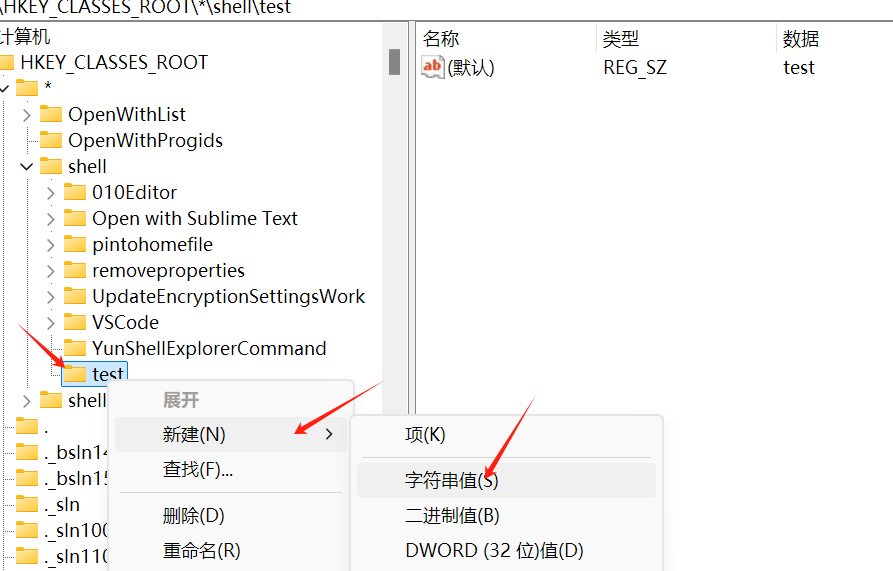 \HKEY_CLASSES_ROOT\*\shell\test
计算机
HKEY_CLASSES_ROOT
*
OpenWithList
OpenWithProgids
shell
010Editor
Open with Sublime Text
pintohomefile
removeproperties
UpdateEncryptionSettingsWork
VSCode
YunShellExplorerCommand
test
shell
.
._bsln14
._bsln15
._sln
._sln100
._sln110
名称 类型 数据
ab (默认) REG_SZ test
展开
新建(N)
查找(F)...
删除(D)
重命名(R)
项(K)
字符串值(S)
二进制值(B)
DWORD (32 位)值(D)